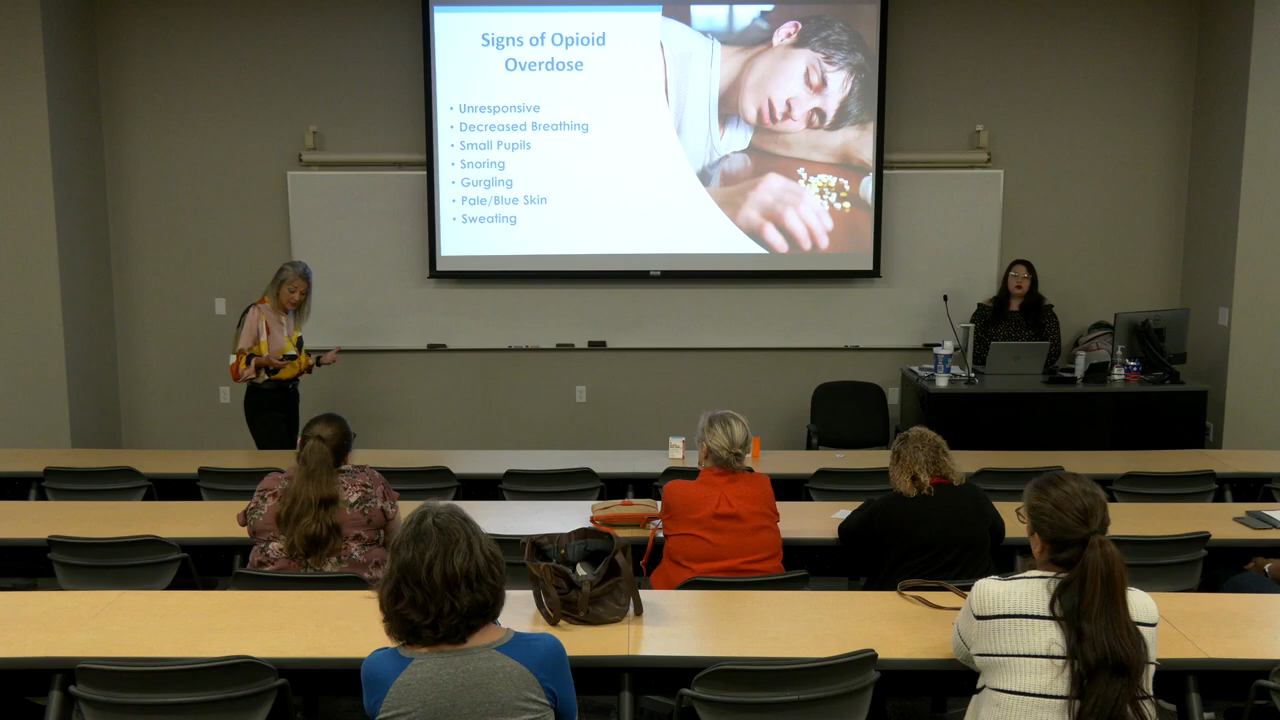 Signs of Opioid
Overdose
• Unresponsive
• Decreased Breathing
• Small Pupils
• Snoring
• Gurgling
• Pale/Blue Skin
• Sweating